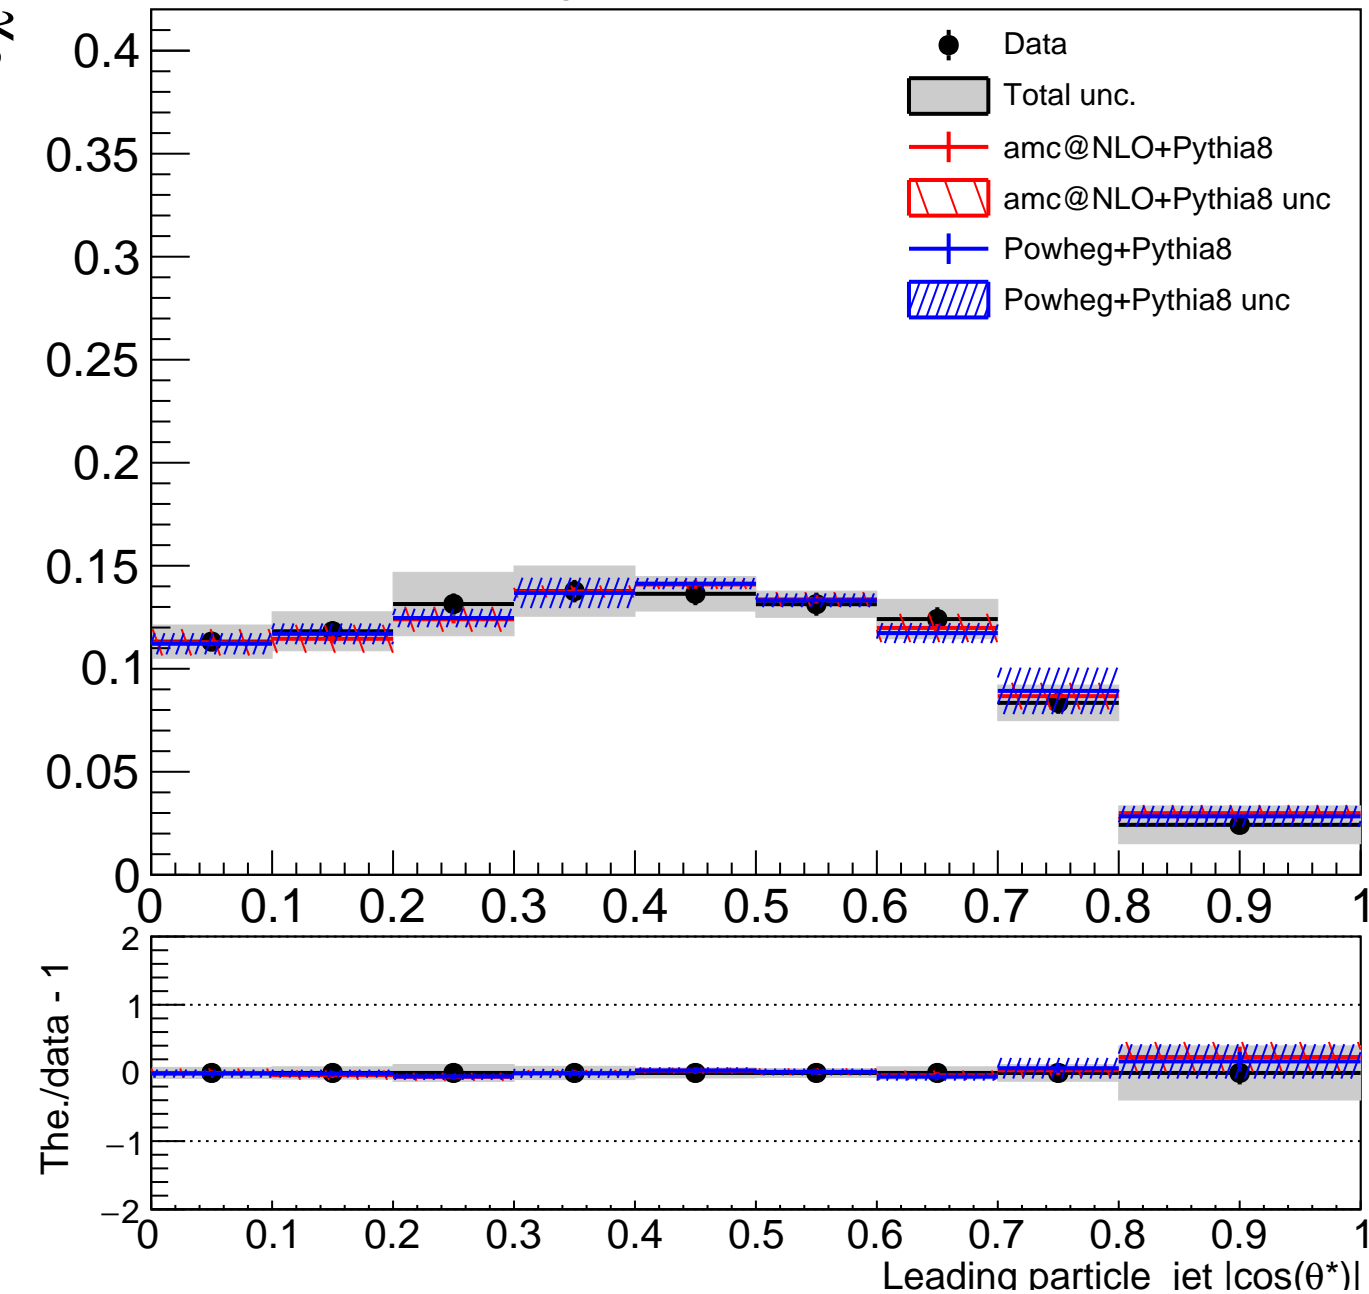 0.4
0.35
0.3
0.25
0.2
0.15
0.1
0.05
0
Data
Total unc.
amc@NLO+Pythia8
amc@NLO+Pythia8 unc
Powheg+Pythia8
Powheg+Pythia8 unc
0 0.1 0.2 0.3 0.4 0.5 0.6 0.7 0.8 0.9 1
The./data - 1
2
1
0
−1
−2
0 0.1 0.2 0.3 0.4 0.5 0.6 0.7 0.8 0.9 1
Leading particle jet |cos(θ*)|